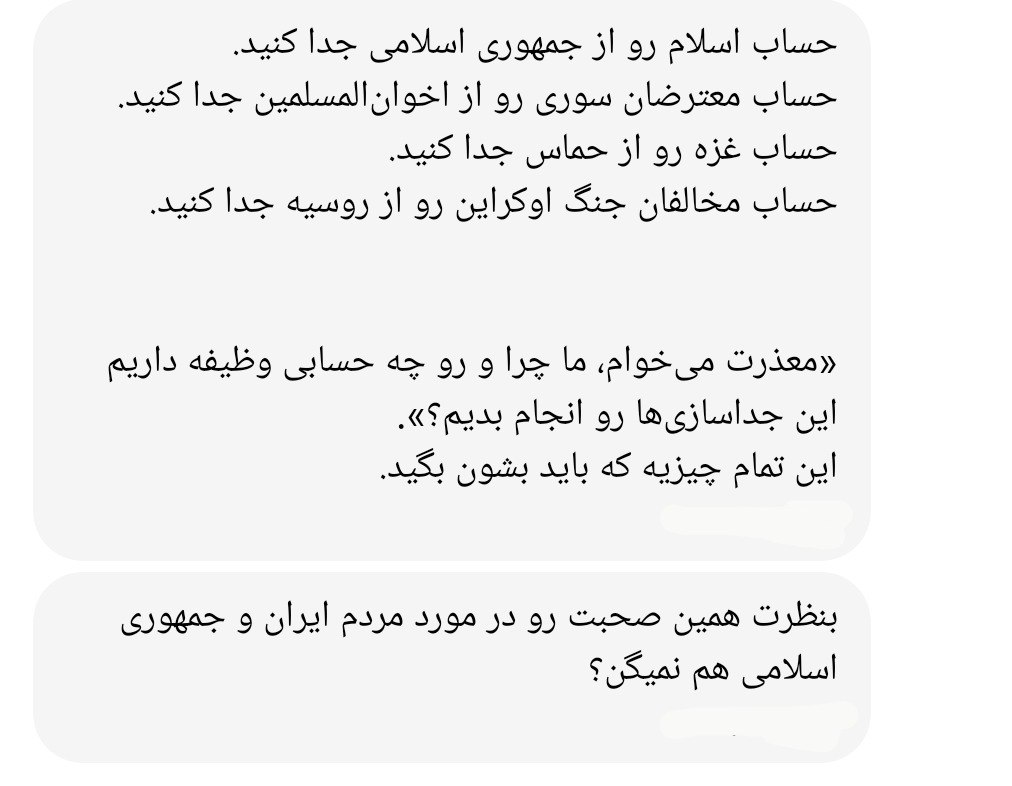 حساب اسلام رو از جمهوری اسلامی جدا کنید.
حساب معترضان سوری رو از اخوان‌المسلمین جدا کنید.
حساب غزه رو از حماس جدا کنید.
حساب مخالفان جنگ اوکراین رو از روسیه جدا کنید.
«معذرت می‌خوام، ما چرا و رو چه حسابی وظیفه داریم
این جداسازی‌ها رو انجام بدیم؟».
این تمام چیزیه که باید بشون بگید.
بنظرت همین صحبت رو در مورد مردم ایران و جمهوری
اسلامی هم نمیگن؟